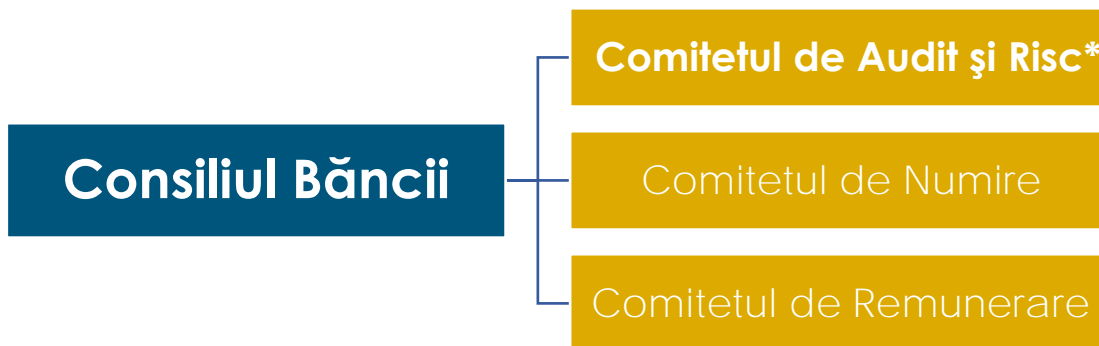 Comitetul de Audit şi Risc*
Consiliul Băncii
Comitetul de Numire
Comitetul de Remunerare